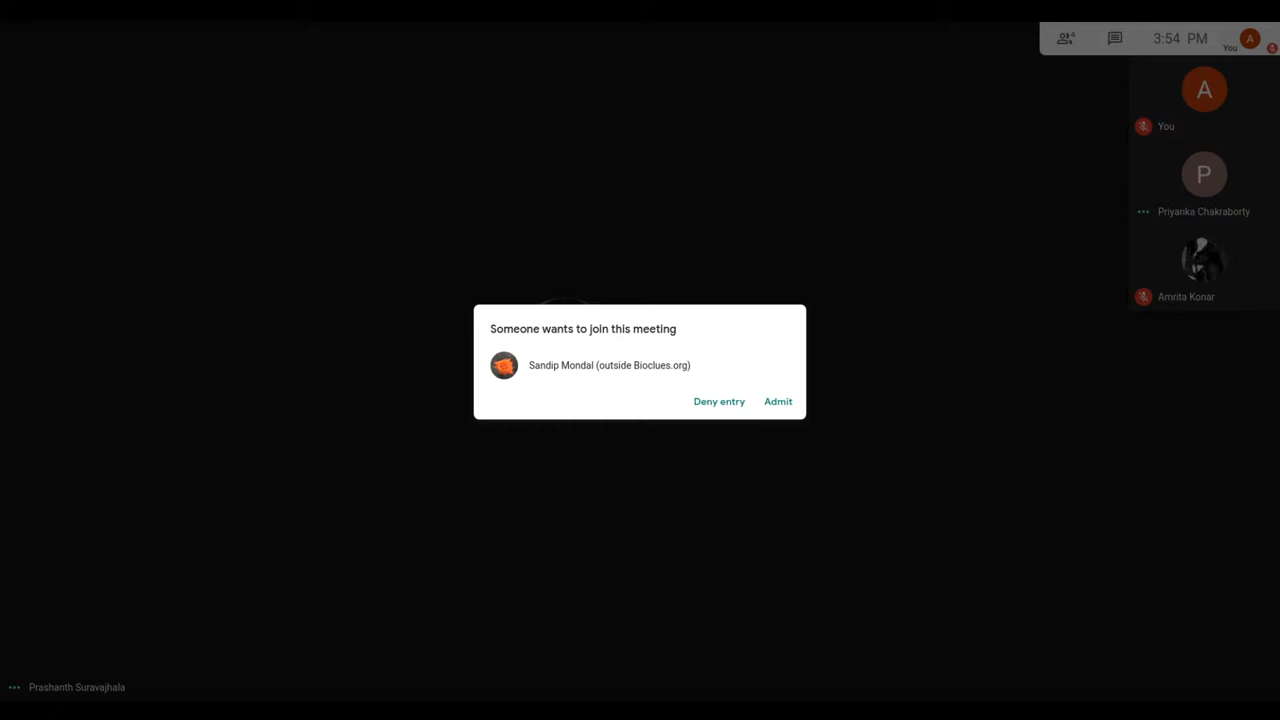 4
3:54 PM
You
A
A
You
P
Priyanka Chakraborty
Amrita Konar
Someone wants to join this meeting
Sandip Mondal (outside Bioclues.org)
Deny entry
Admit
Prashanth Suravajhala